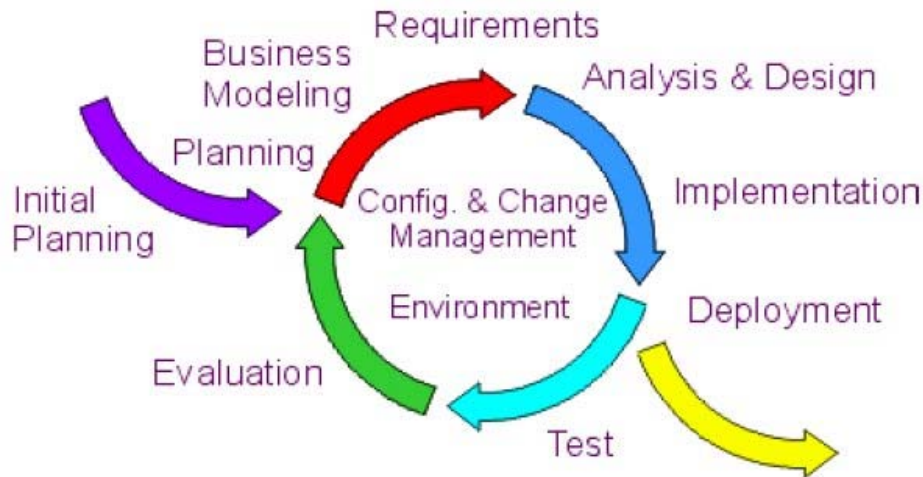 Requirements
Business
Modeling
Analysis & Design
Planning
Initial
Planning
Config. & Change
Management
Implementation
Environment
Deployment
Evaluation
Test